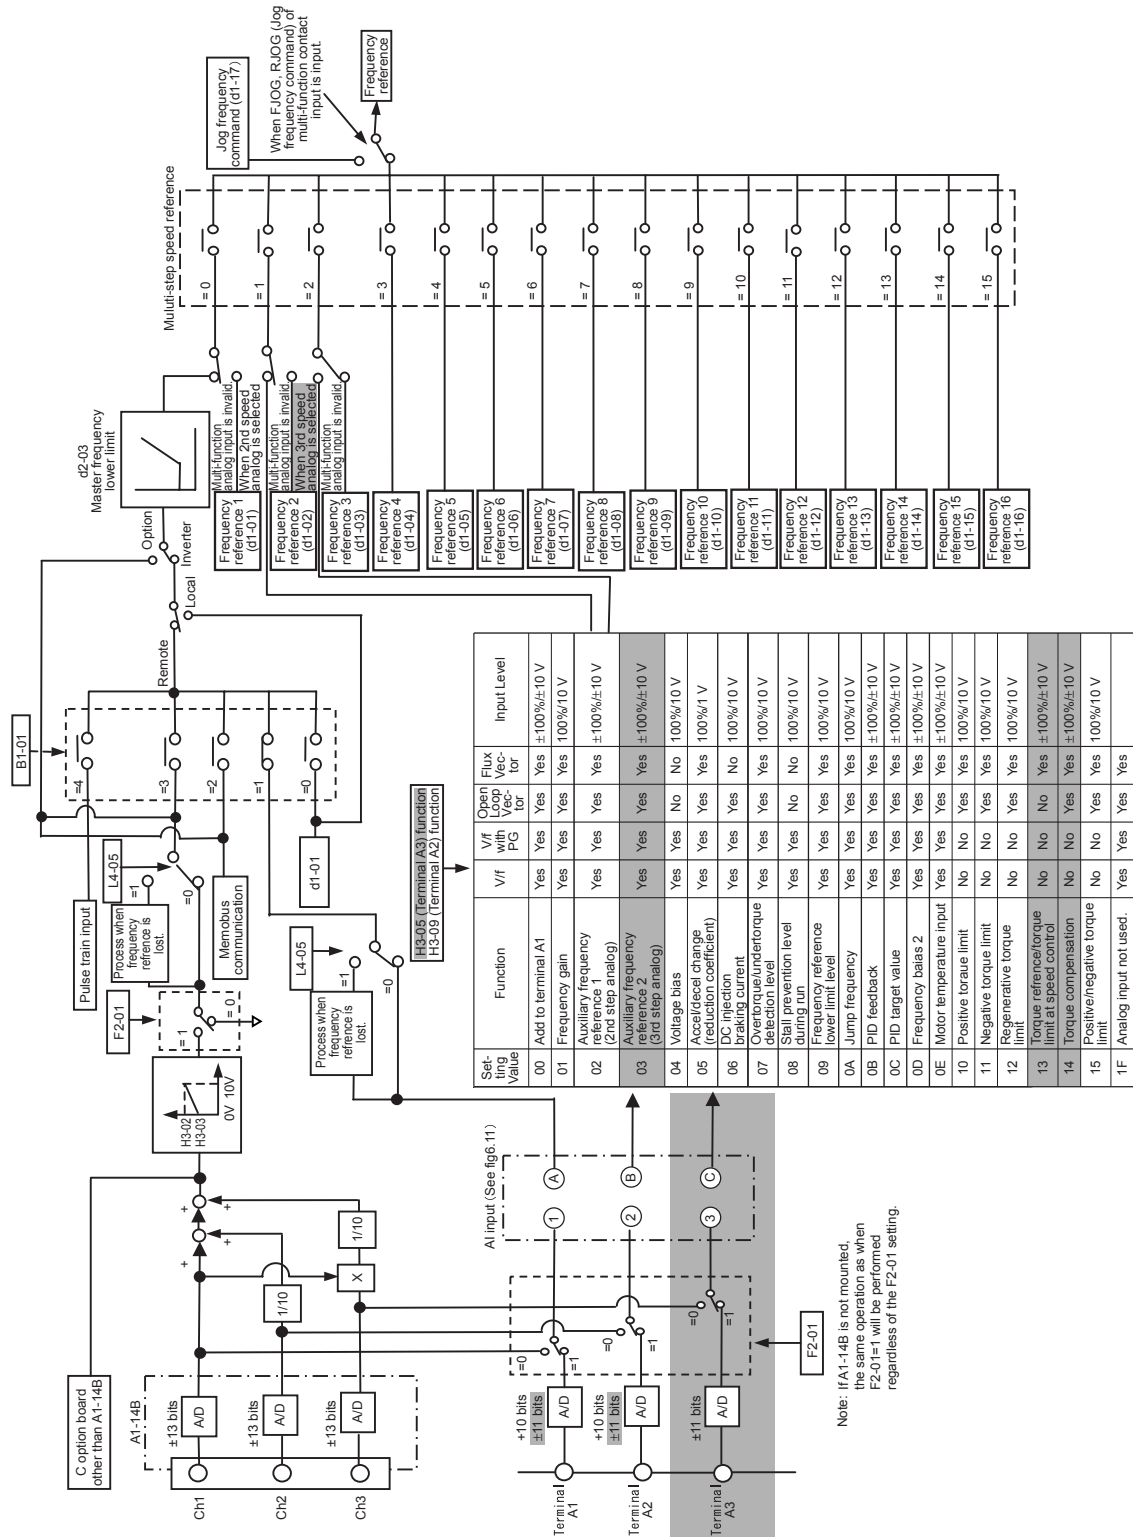 C option board
other than A1-14B
A1-14B
±13 bits
A/D
Ch1
±13 bits
A/D
Ch2
±13 bits
A/D
Ch3
1/10
X
1/10
+
+
+
+
H3-02
H3-03
0V 10V
F2-01
=1
= 0
Process when
frequency
refrence is
lost.
L4-05
=1
=0
Pulse train input
Memobus
communication
d1-01
B1-01
=4
=3
=2
=1
=0
Remote
Local
Option
Inverter
d2-03
Master frequency
lower limit
L4-05
=1
=0
Process when
frequency
refrence is
lost.
Muluti-step speed reference
= 0
= 1
= 2
= 3
= 4
= 5
= 6
= 7
= 8
= 9
= 10
= 11
= 12
= 13
= 14
= 15
Jog frequency
command (d1-17)
When FJOG, RJOG (Jog
frequency command) of
multi-function contact
input is input.
Frequency
reference
Multi-function
analog input is invalid.
When 2nd speed
analog is selected
Multi-function
analog input is invalid.
When 3rd speed
analog is selected
Multi-function
analog input is invalid.
Frequency
reference 1
(d1-01)
Frequency
reference 2
(d1-02)
Frequency
reference 3
(d1-03)
Frequency
reference 4
(d1-04)
Frequency
reference 5
(d1-05)
Frequency
reference 6
(d1-06)
Frequency
reference 7
(d1-07)
Frequency
reference 8
(d1-08)
Frequency
reference 9
(d1-09)
Frequency
reference 10
(d1-10)
Frequency
reference 11
(d1-11)
Frequency
reference 12
(d1-12)
Frequency
reference 13
(d1-13)
Frequency
reference 14
(d1-14)
Frequency
reference 15
(d1-15)
Frequency
reference 16
(d1-16)
Terminal
A1
+10 bits
±11 bits
A/D
Terminal
A2
+10 bits
±11 bits
A/D
Terminal
A3
±11 bits
A/D
=0
=1
=0
=1
=0
=1
F2-01
AI input (See fig6.11)
1 A
2 B
3 C
Note: If A1-14B is not mounted,
the same operation as when
F2-01=1 will be performed
regardless of the F2-01 setting.
H3-05 (Terminal A3) function
H3-09 (Terminal A2) function
Set-
ting
Value
Function
V/f
V/f
with
PG
Open
Loop
Vec-
tor
Flux
Vec-
tor
Input Level
00 Add to terminal A1 Yes Yes Yes Yes ±100%/±10 V
01 Frequency gain Yes Yes Yes Yes 100%/10 V
02 Auxiliary frequency
reference 1
(2nd step analog) Yes Yes Yes Yes ±100%/±10 V
03 Auxiliary frequency
reference 2
(3rd step analog) Yes Yes Yes Yes ±100%/±10 V
04 Voltage bias Yes Yes No No 100%/10 V
05 Accel/decel change
(reduction coefficient) Yes Yes Yes Yes 100%/1 V
06 DC injection
braking current Yes Yes Yes No 100%/10 V
07 Overtorque/undertorque
detection level Yes Yes Yes Yes 100%/10 V
08 Stall prevention level
during run Yes Yes No No 100%/10 V
09 Frequency reference
lower limit level Yes Yes Yes Yes 100%/10 V
0A Jump frequency Yes Yes Yes Yes 100%/10 V
0B PID feedback Yes Yes Yes Yes ±100%/±10 V
0C PID target value Yes Yes Yes Yes ±100%/±10 V
0D Frequency baias 2 Yes Yes Yes Yes ±100%/±10 V
0E Motor temperature input Yes Yes Yes Yes ±100%/±10 V
10 Positive toraue limit No No Yes Yes 100%/10 V
11 Negative torque limit No No Yes Yes 100%/10 V
12 Regenerative torque
limit No No Yes Yes 100%/10 V
13 Torque refrence/torque
limit at speed control No No No Yes ±100%/±10 V
14 Torque compensation No No Yes Yes ±100%/±10 V
15 Positive/negative torque
limit No No Yes Yes 100%/10 V
1F Analog input not used. Yes Yes Yes Yes